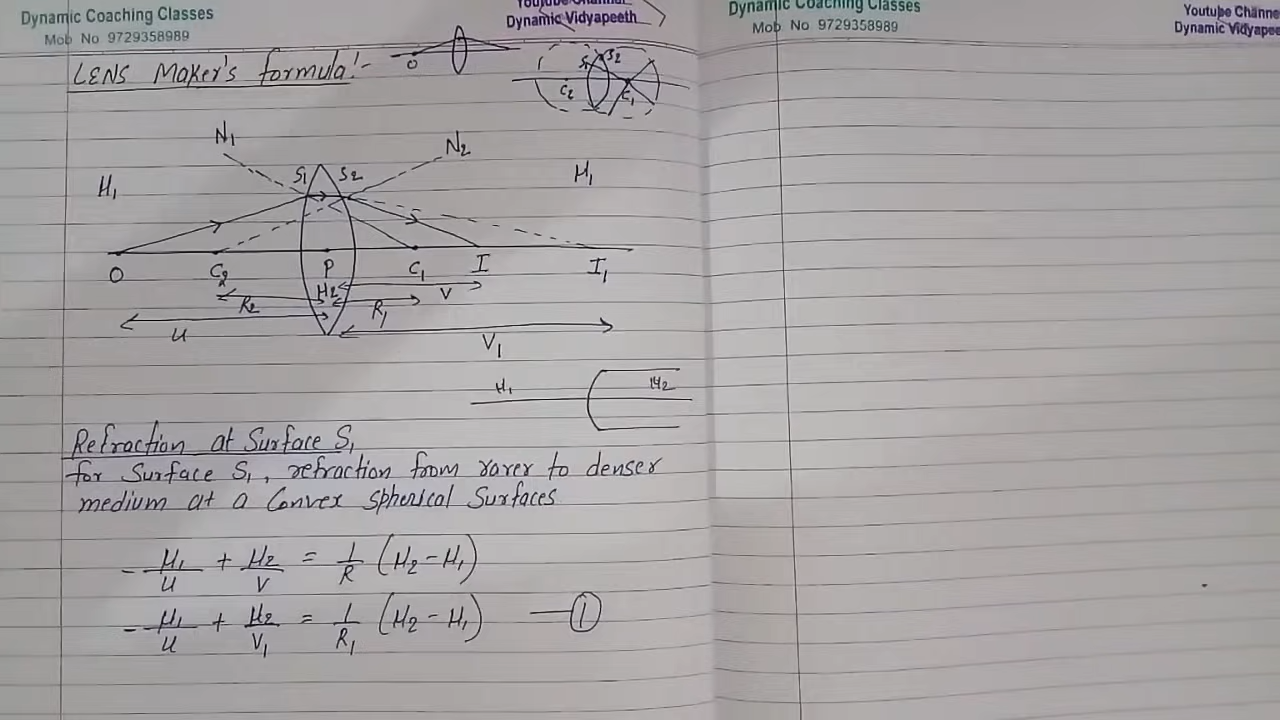 Dynamic Coaching Classes
Mob No 9729358989
Youtube Channel
Dynamic Vidyapeeth
Dynamic Coaching Classes
Mob No 9729358989
Youtube Channe
Dynamic Vidyapee
LENS Maker's formula!-
O
S1 S2
C2 C1
N1 N2
μ1 S1 S2 μ1
O C2 P C1 I I1
μ2
R2 R1 V
u V1
μ1 μ2
Refraction at Surface S1
for Surface S1, refraction from rarer to denser
medium at a Convex Spherical Surfaces
- μ1/u + μ2/V = 1/R (μ2 - μ1)
- μ1/u + μ2/V1 = 1/R1 (μ2 - μ1) — ①